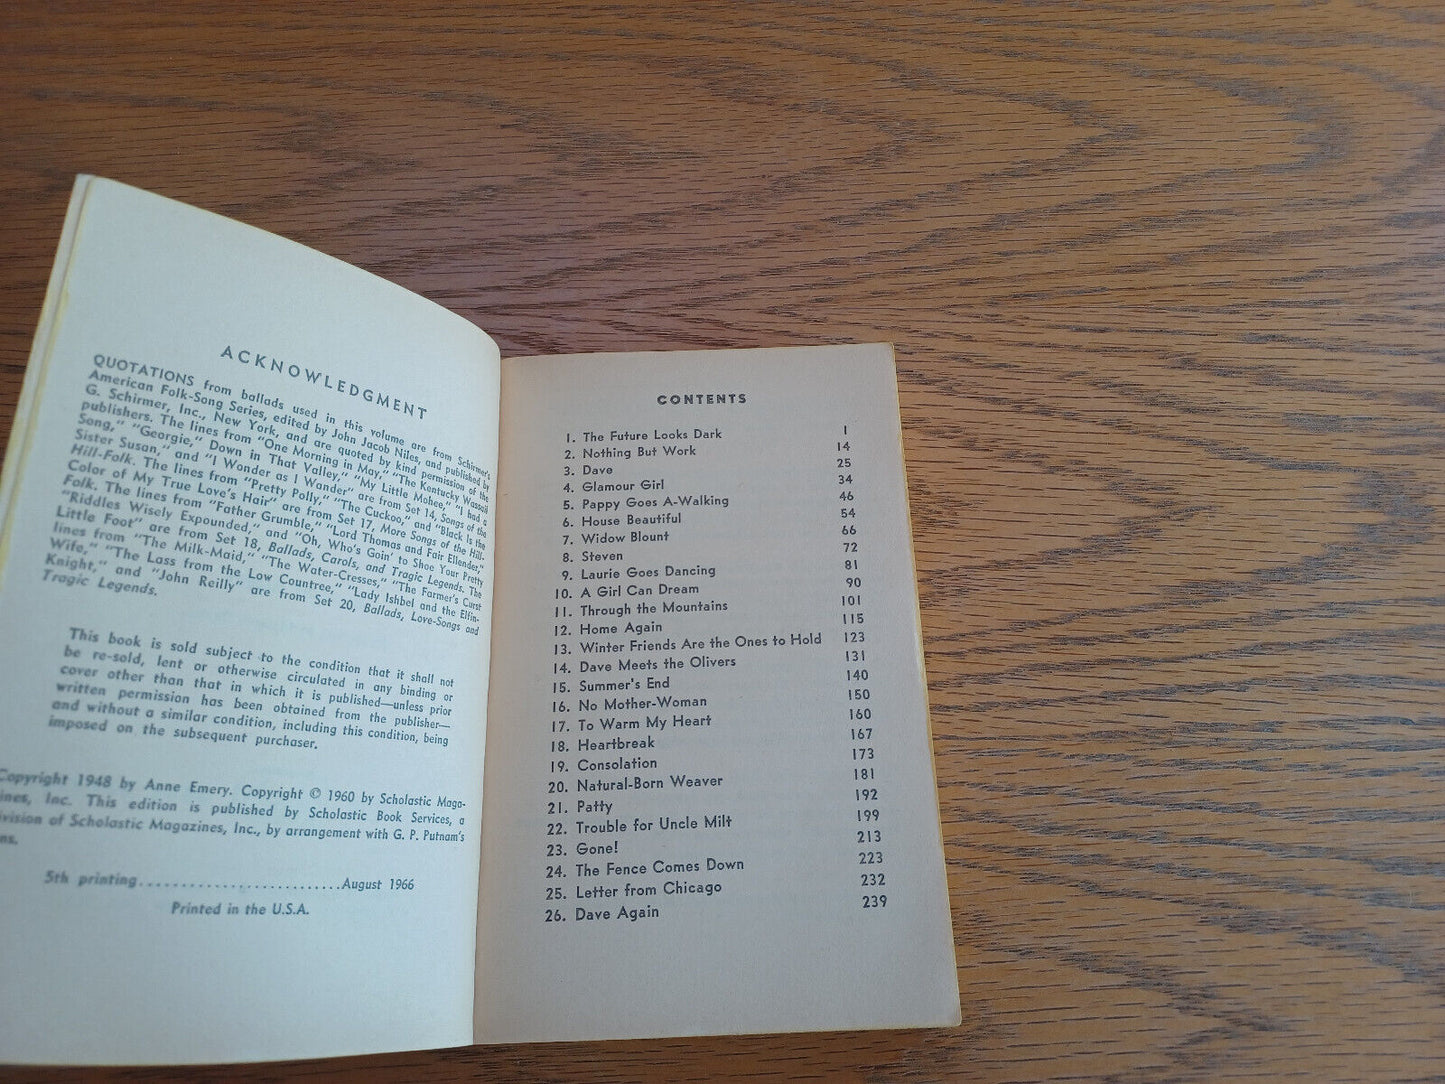 ACKNOWLEDGMENT
QUOTATIONS from ballads used in this volume are from Schirmer's
American Folk-Song Series, edited by John Jacob Niles, and published by
G. Schirmer, Inc., New York, and are quoted by kind permission of the
publishers. The lines from "One Morning in May," "The Kentucky Wassail
Song," "Georgie," Down in That Valley," "My Little Mohee," "I had a
Sister Susan," and "I Wonder as I Wander" are from Set 14, Songs of the
Hill-Folk. The lines from "Pretty Polly," "The Cuckoo," and "Black Is the
Color of My True Love's Hair" are from Set 17, More Songs of the Hill-
Folk. The lines from "Father Grumble," "Lord Thomas and Fair Ellender,"
"Riddles Wisely Expounded," and "Oh, Who's Goin' to Shoe Your Pretty
Little Foot" are from Set 18, Ballads, Carols, and Tragic Legends. The
lines from "The Milk-Maid," "The Water-Cresses," "The Farmer's Curst
Wife," "The Lass from the Low Countree," "Lady Ishbel and the Elfin-
Knight," and "John Reilly" are from Set 20, Ballads, Love-Songs and
Tragic Legends.
This book is sold subject to the condition that it shall not
be re-sold, lent or otherwise circulated in any binding or
cover other than that in which it is published—unless prior
written permission has been obtained from the publisher—
and without a similar condition, including this condition, being
imposed on the subsequent purchaser.
Copyright 1948 by Anne Emery. Copyright © 1960 by Scholastic Maga-
ines, Inc. This edition is published by Scholastic Book Services, a
ivision of Scholastic Magazines, Inc., by arrangement with G. P. Putnam's
ns.
5th printing........................August 1966
Printed in the U.S.A.
CONTENTS
1. The Future Looks Dark 1
2. Nothing But Work 14
3. Dave 25
4. Glamour Girl 34
5. Pappy Goes A-Walking 46
6. House Beautiful 54
7. Widow Blount 66
8. Steven 72
9. Laurie Goes Dancing 81
10. A Girl Can Dream 90
11. Through the Mountains 101
12. Home Again 115
13. Winter Friends Are the Ones to Hold 123
14. Dave Meets the Olivers 131
15. Summer's End 140
16. No Mother-Woman 150
17. To Warm My Heart 160
18. Heartbreak 167
19. Consolation 173
20. Natural-Born Weaver 181
21. Patty 192
22. Trouble for Uncle Milt 199
23. Gone! 213
24. The Fence Comes Down 223
25. Letter from Chicago 232
26. Dave Again 239